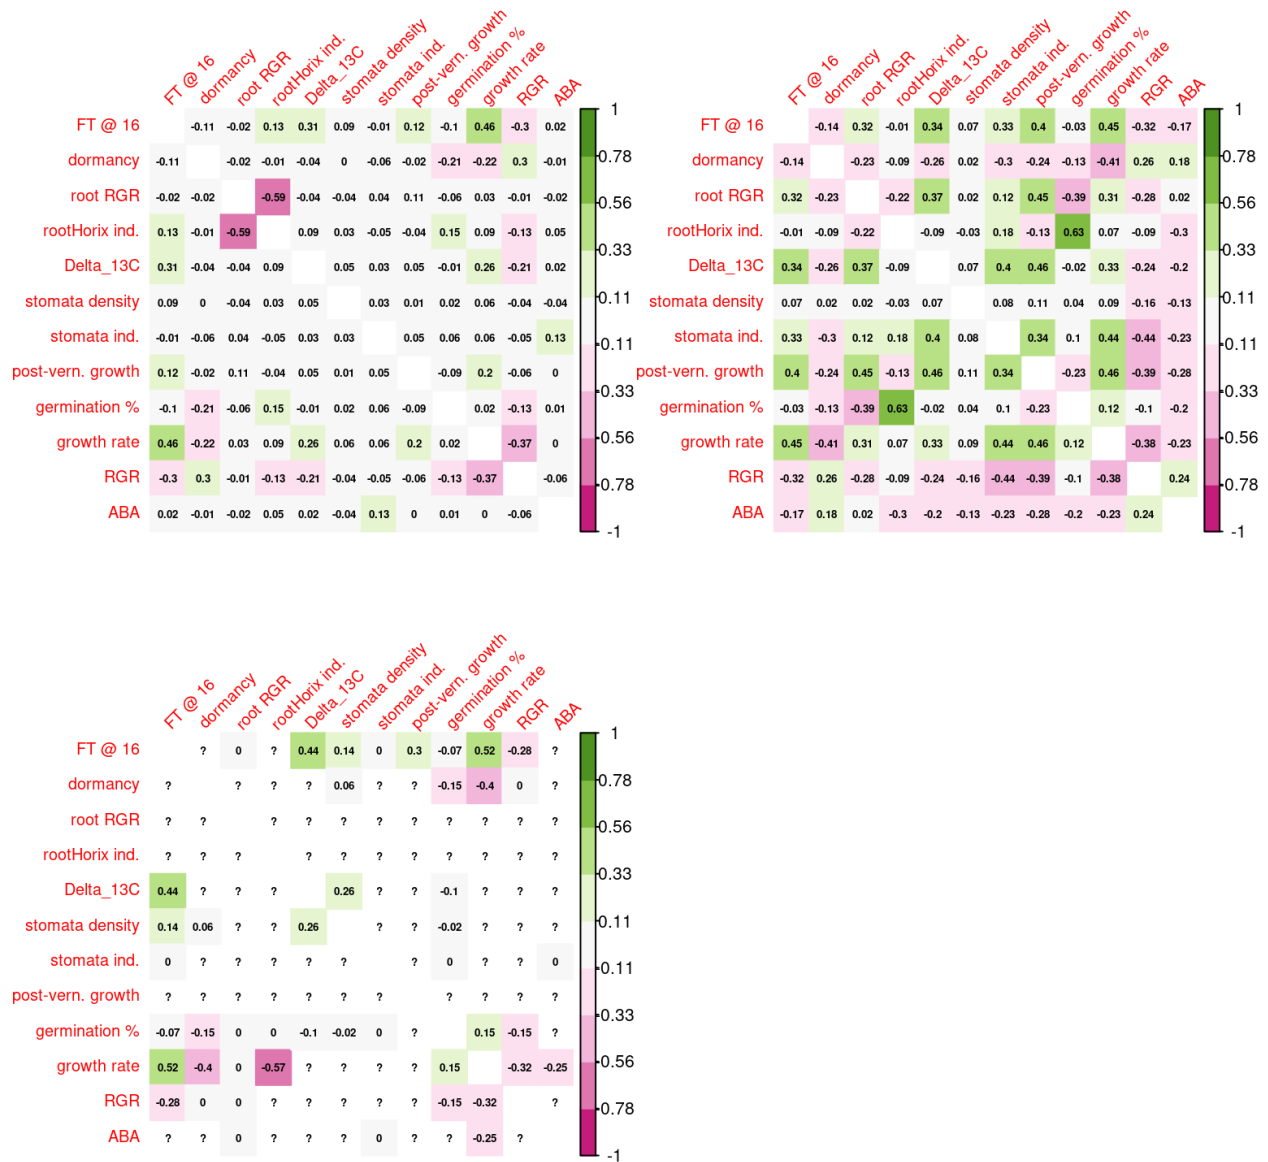 FT @ 16
dormancy
root RGR
rootHorix ind.
Delta_13C
stomata density
stomata ind.
post-vern. growth
germination %
growth rate
RGR
ABA
FT @ 16 -0.11 -0.02 0.13 0.31 0.09 -0.01 0.12 -0.1 0.46 -0.3 0.02
dormancy -0.11 -0.02 -0.01 -0.04 0 -0.06 -0.02 -0.21 -0.22 0.3 -0.01
root RGR -0.02 -0.02 -0.59 -0.04 -0.04 0.04 0.11 -0.06 0.03 -0.01 -0.02
rootHorix ind. 0.13 -0.01 -0.59 0.09 0.03 -0.05 -0.04 0.15 0.09 -0.13 0.05
Delta_13C 0.31 -0.04 -0.04 0.09 0.05 0.03 0.05 -0.01 0.26 -0.21 0.02
stomata density 0.09 0 -0.04 0.03 0.05 0.03 0.01 0.02 0.06 -0.04 -0.04
stomata ind. -0.01 -0.06 0.04 -0.05 0.03 0.03 0.05 0.06 0.06 -0.05 0.13
post-vern. growth 0.12 -0.02 0.11 -0.04 0.05 0.01 0.05 -0.09 0.2 -0.06 0
germination % -0.1 -0.21 -0.06 0.15 -0.01 0.02 0.06 -0.09 0.02 -0.13 0.01
growth rate 0.46 -0.22 0.03 0.09 0.26 0.06 0.06 0.2 0.02 -0.37 0
RGR -0.3 0.3 -0.01 -0.13 -0.21 -0.04 -0.05 -0.06 -0.13 -0.37 -0.06
ABA 0.02 -0.01 -0.02 0.05 0.02 -0.04 0.13 0 0.01 0 -0.06
1
0.78
0.56
0.33
0.11
-0.11
-0.33
-0.56
-0.78
-1
FT @ 16
dormancy
root RGR
rootHorix ind.
Delta_13C
stomata density
stomata ind.
post-vern. growth
germination %
growth rate
RGR
ABA
FT @ 16 -0.14 0.32 -0.01 0.34 0.07 0.33 0.4 -0.03 0.45 -0.32 -0.17
dormancy -0.14 -0.23 -0.09 -0.26 0.02 -0.3 -0.24 -0.13 -0.41 0.26 0.18
root RGR 0.32 -0.23 -0.22 0.37 0.02 0.12 0.45 -0.39 0.31 -0.28 0.02
rootHorix ind. -0.01 -0.09 -0.22 -0.09 -0.03 0.18 -0.13 0.63 0.07 -0.09 -0.3
Delta_13C 0.34 -0.26 0.37 -0.09 0.07 0.4 0.46 -0.02 0.33 -0.24 -0.2
stomata density 0.07 0.02 0.02 -0.03 0.07 0.08 0.11 0.04 0.09 -0.16 -0.13
stomata ind. 0.33 -0.3 0.12 0.18 0.4 0.08 0.34 0.1 0.44 -0.44 -0.23
post-vern. growth 0.4 -0.24 0.45 -0.13 0.46 0.11 0.34 -0.23 0.46 -0.39 -0.28
germination % -0.03 -0.13 -0.39 0.63 -0.02 0.04 0.1 -0.23 0.12 -0.1 -0.2
growth rate 0.45 -0.41 0.31 0.07 0.33 0.09 0.44 0.46 0.12 -0.38 -0.23
RGR -0.32 0.26 -0.28 -0.09 -0.24 -0.16 -0.44 -0.39 -0.1 -0.38 0.24
ABA -0.17 0.18 0.02 -0.3 -0.2 -0.13 -0.23 -0.28 -0.2 -0.23 0.24
1
0.78
0.56
0.33
0.11
-0.11
-0.33
-0.56
-0.78
-1
FT @ 16
dormancy
root RGR
rootHorix ind.
Delta_13C
stomata density
stomata ind.
post-vern. growth
germination %
growth rate
RGR
ABA
FT @ 16 ? 0 ? 0.44 0.14 0 0.3 -0.07 0.52 -0.28 ?
dormancy ? ? ? ? 0.06 ? ? -0.15 -0.4 0 ?
root RGR ? ? ? ? ? ? ? ? ? ? ?
rootHorix ind. ? ? ? ? ? ? ? ? ? ? ?
Delta_13C 0.44 ? ? ? 0.26 ? ? -0.1 ? ? ?
stomata density 0.14 0.06 ? ? 0.26 ? ? -0.02 ? ? ?
stomata ind. 0 ? ? ? ? ? ? 0 ? ? 0
post-vern. growth ? ? ? ? ? ? ? ? ? ? ?
germination % -0.07 -0.15 0 0 -0.1 -0.02 0 ? 0.15 -0.15 ?
growth rate 0.52 -0.4 0 -0.57 ? ? ? ? 0.15 -0.32 -0.25
RGR -0.28 0 0 ? ? ? ? ? -0.15 -0.32 ?
ABA ? ? 0 ? ? ? 0 ? ? -0.25 ?
1
0.78
0.56
0.33
0.11
-0.11
-0.33
-0.56
-0.78
-1